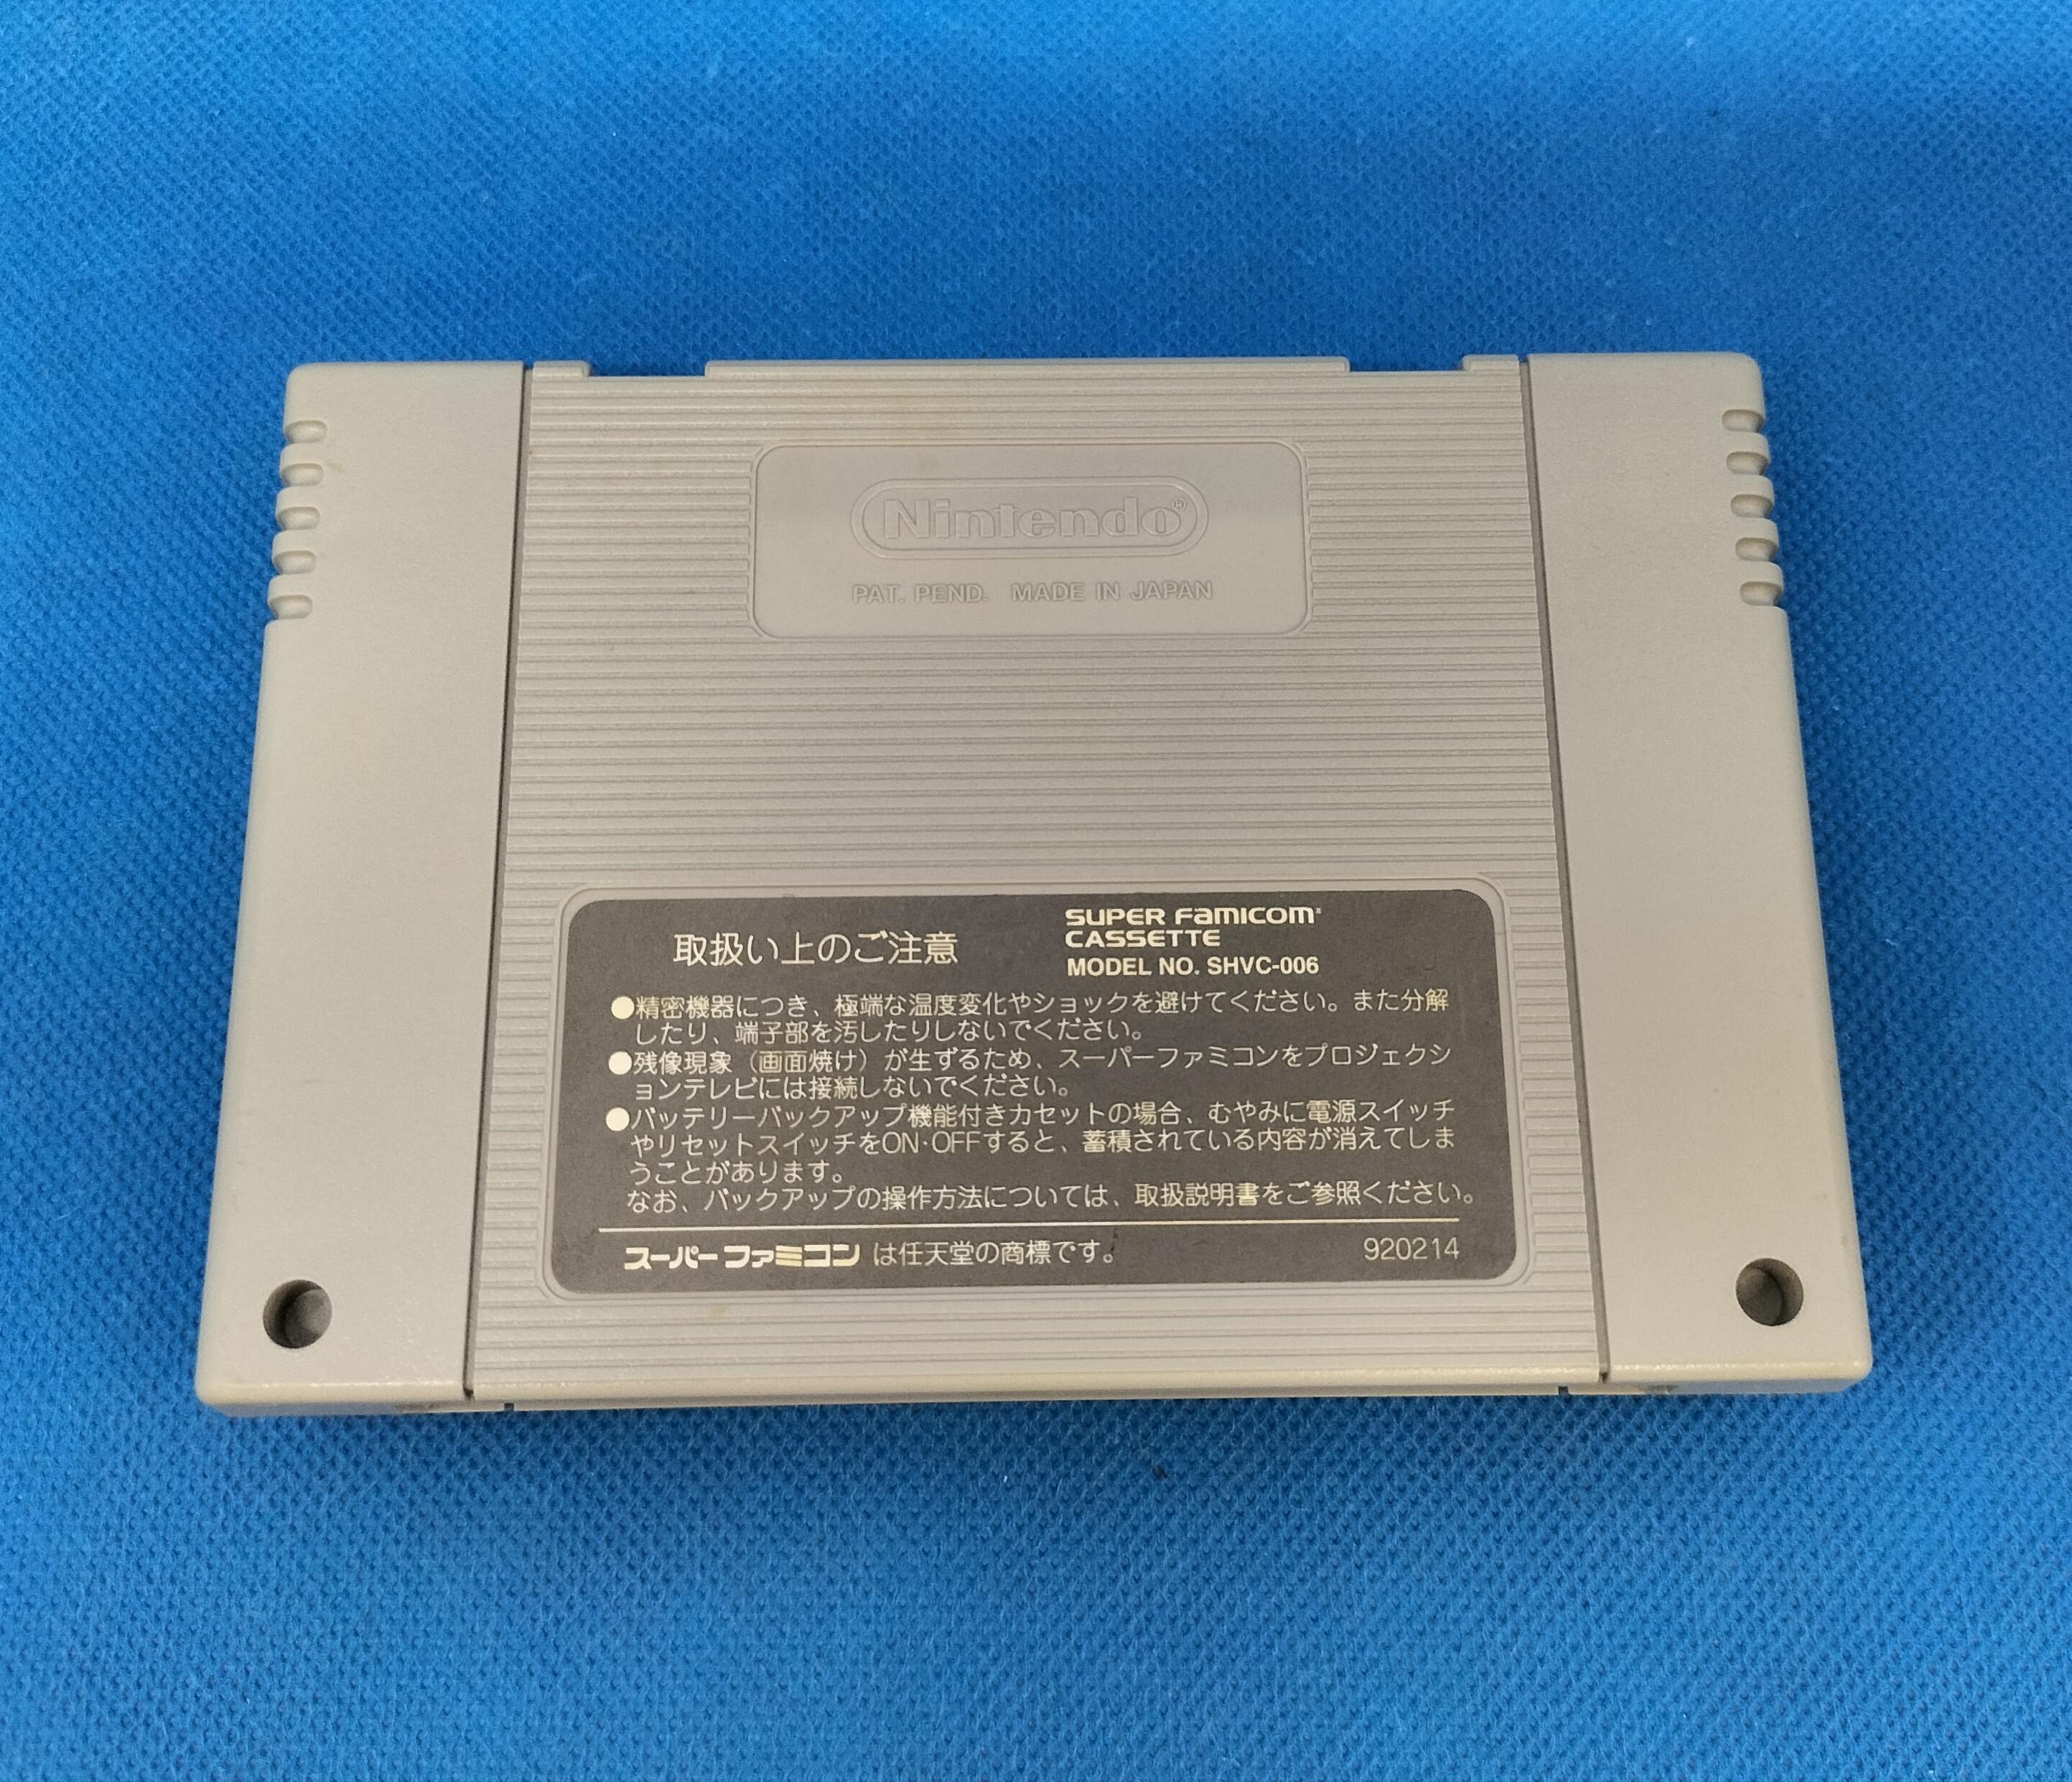 Nintendo®
PAT. PEND. MADE IN JAPAN
取扱い上のご注意
SUPER FAMICOM
CASSETTE
MODEL NO. SHVC-006
●精密機器につき、極端な温度変化やショックを避けてください。また分解
したり、端子部を汚したりしないでください。
●残像現象（画面焼け）が生ずるため、スーパーファミコンをプロジェクシ
ョンテレビには接続しないでください。
●バッテリーバックアップ機能付きカセットの場合、むやみに電源スイッチ
やリセットスイッチをON·OFFすると、蓄積されている内容が消えてしま
うことがあります。
なお、バックアップの操作方法については、取扱説明書をご参照ください。
スーパーファミコン は任天堂の商標です。
920214